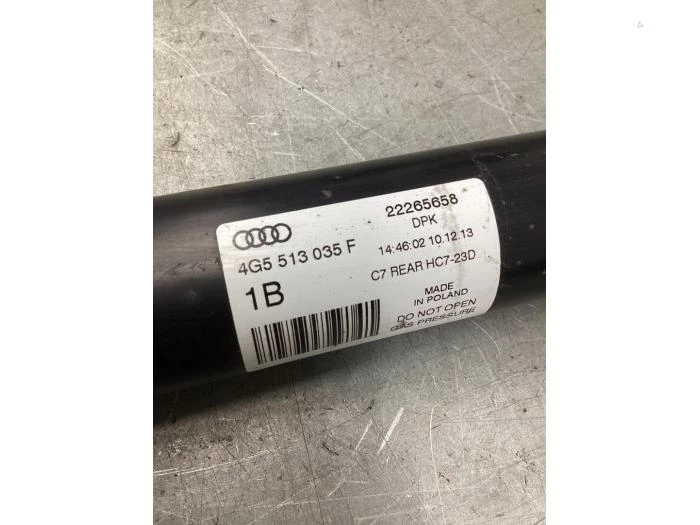 4G5 513 035 F
1B
22265658
DPK
14:46:02 10.12.13
C7 REAR HC7-23D
MADE
IN POLAND
DO NOT OPEN
GAS PRESSURE